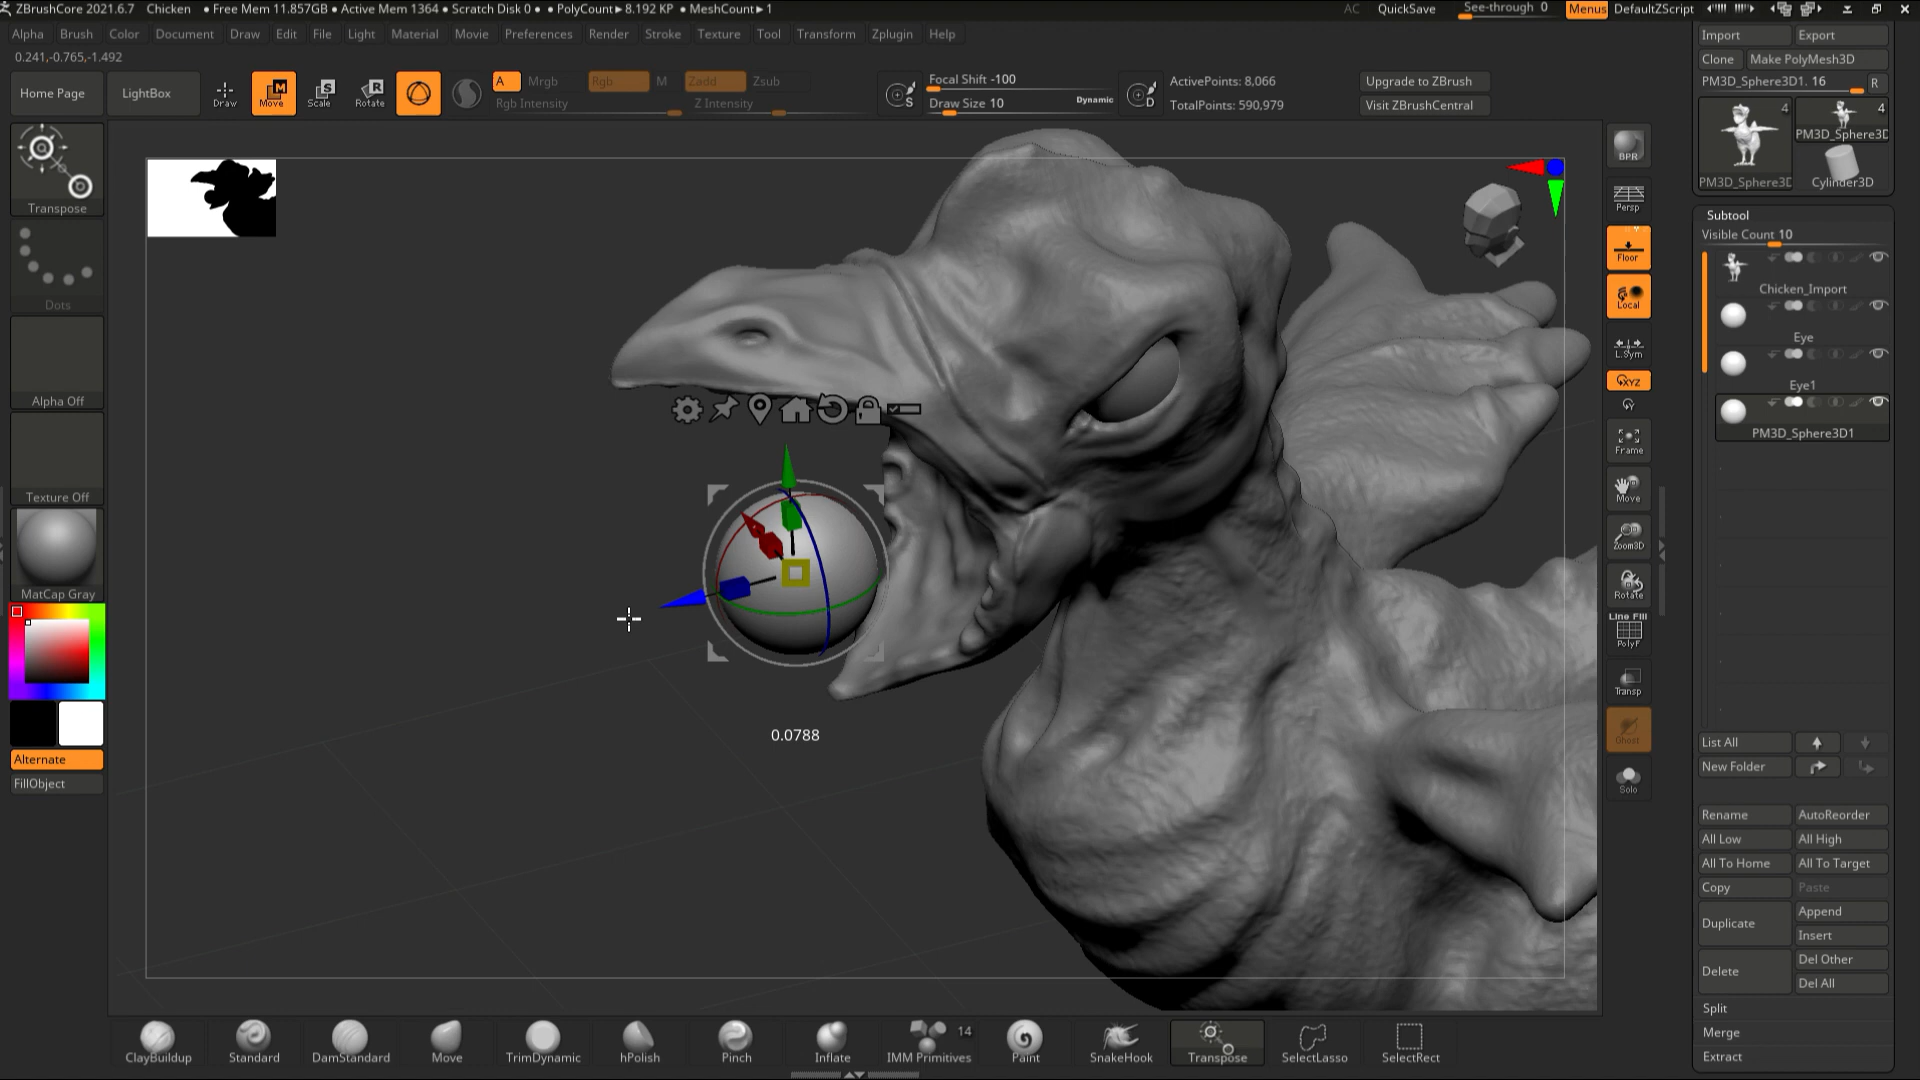 ZBrushCore 2021.6.7 Chicken • Free Mem 11.857GB • Active Mem 1364 • Scratch Disk 0 • • PolyCount▸ 8.192 KP • MeshCount▸ 1 AC QuickSave See-through 0 Menus DefaultZScript
Alpha Brush Color Document Draw Edit File Light Material Movie Preferences Render Stroke Texture Tool Transform Zplugin Help
0.241,-0.765,-1.492
Home Page
LightBox
Draw
M
Move
S
Scale
R
Rotate
A
Mrgb
Rgb
M
Zadd
Zsub
Rgb Intensity
Z Intensity
S
Focal Shift -100
Draw Size 10
Dynamic
D
ActivePoints: 8,066
TotalPoints: 590,979
Upgrade to ZBrush
Visit ZBrushCentral
Import
Export
Clone
Make PolyMesh3D
PM3D_Sphere3D1. 16
R
4
4
PM3D_Sphere3D
PM3D_Sphere3D
Cylinder3D
Transpose
Dots
Alpha Off
Texture Off
MatCap Gray
Alternate
FillObject
0.0788
BPR
Persp
Floor
Local
L.Sym
XYZ
Y
Frame
Move
Zoom3D
Rotate
Line Fill
PolyF
Transp
Ghost
Solo
Subtool
Visible Count 10
Chicken_Import
Eye
Eye1
PM3D_Sphere3D1
List All
New Folder
Rename
AutoReorder
All Low
All High
All To Home
All To Target
Copy
Paste
Duplicate
Append
Insert
Delete
Del Other
Del All
Split
Merge
Extract
ClayBuildup
Standard
DamStandard
Move
TrimDynamic
hPolish
Pinch
Inflate
14
IMM Primitives
Paint
SnakeHook
Transpose
SelectLasso
SelectRect